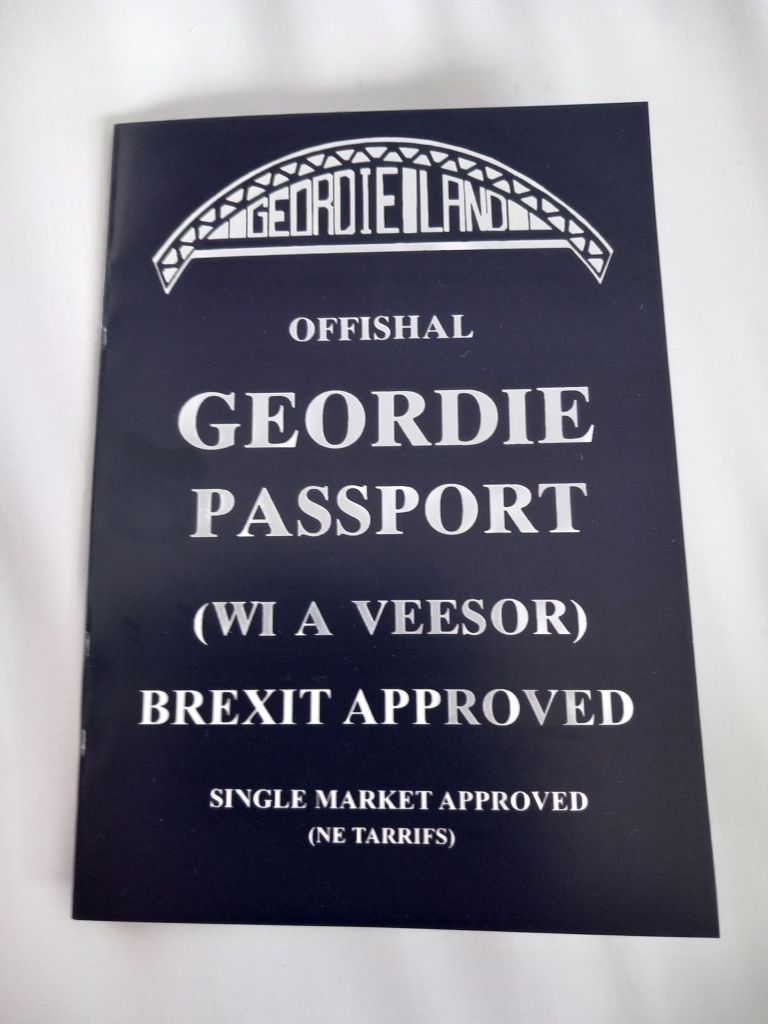 GEORDIE LAND
OFFISHAL
GEORDIE
PASSPORT
(WI A VEESOR)
BREXIT APPROVED
SINGLE MARKET APPROVED
(NE TARRIFS)